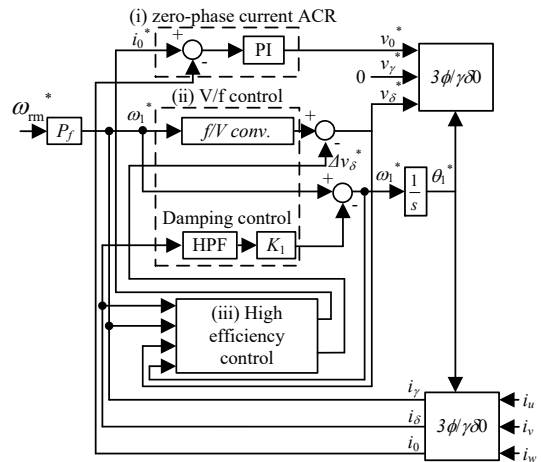 (i) zero-phase current ACR
i0* + - PI v0*
0 vγ* 3ϕ/γδ0
vδ*
(ii) V/f control
ωrm* Pf ω1* f/V conv. + -
Δvδ*
+ - ω1* 1/s θ1*
Damping control
HPF K1
(iii) High
efficiency
control
iγ iu
iδ 3ϕ/γδ0 iv
i0 iw